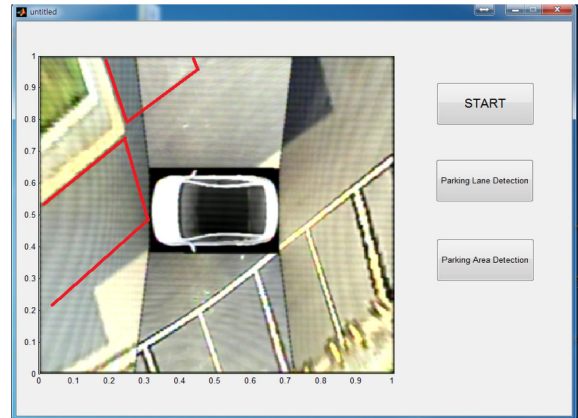 untitled
1
0.9
0.8
0.7
0.6
0.5
0.4
0.3
0.2
0.1
0
0 0.1 0.2 0.3 0.4 0.5 0.6 0.7 0.8 0.9 1
START
Parking Lane Detection
Parking Area Detection